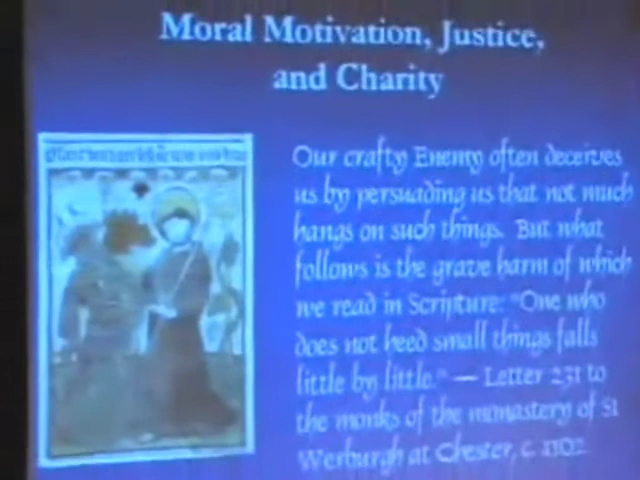 Moral Motivation, Justice,
and Charity
Our crafty Enemy often deceives
us by persuading us that not much
hangs on such things. But what
follows is the grave harm of which
we read in Scripture: "One who
does not heed small things falls
little by little." — Letter 231 to
the monks of the monastery of St
Werburgh at Chester, c. 1102